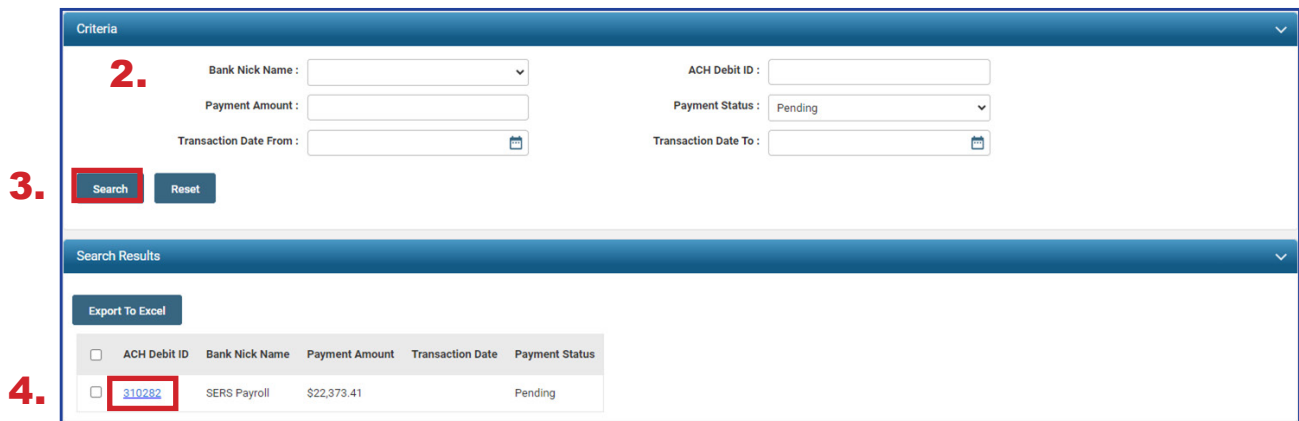 Criteria
2.
Bank Nick Name :
ACH Debit ID :
Payment Amount :
Payment Status : Pending
Transaction Date From :
Transaction Date To :
3.
Search Reset
Search Results
Export To Excel
ACH Debit ID Bank Nick Name Payment Amount Transaction Date Payment Status
4.
310282 SERS Payroll $22,373.41 Pending